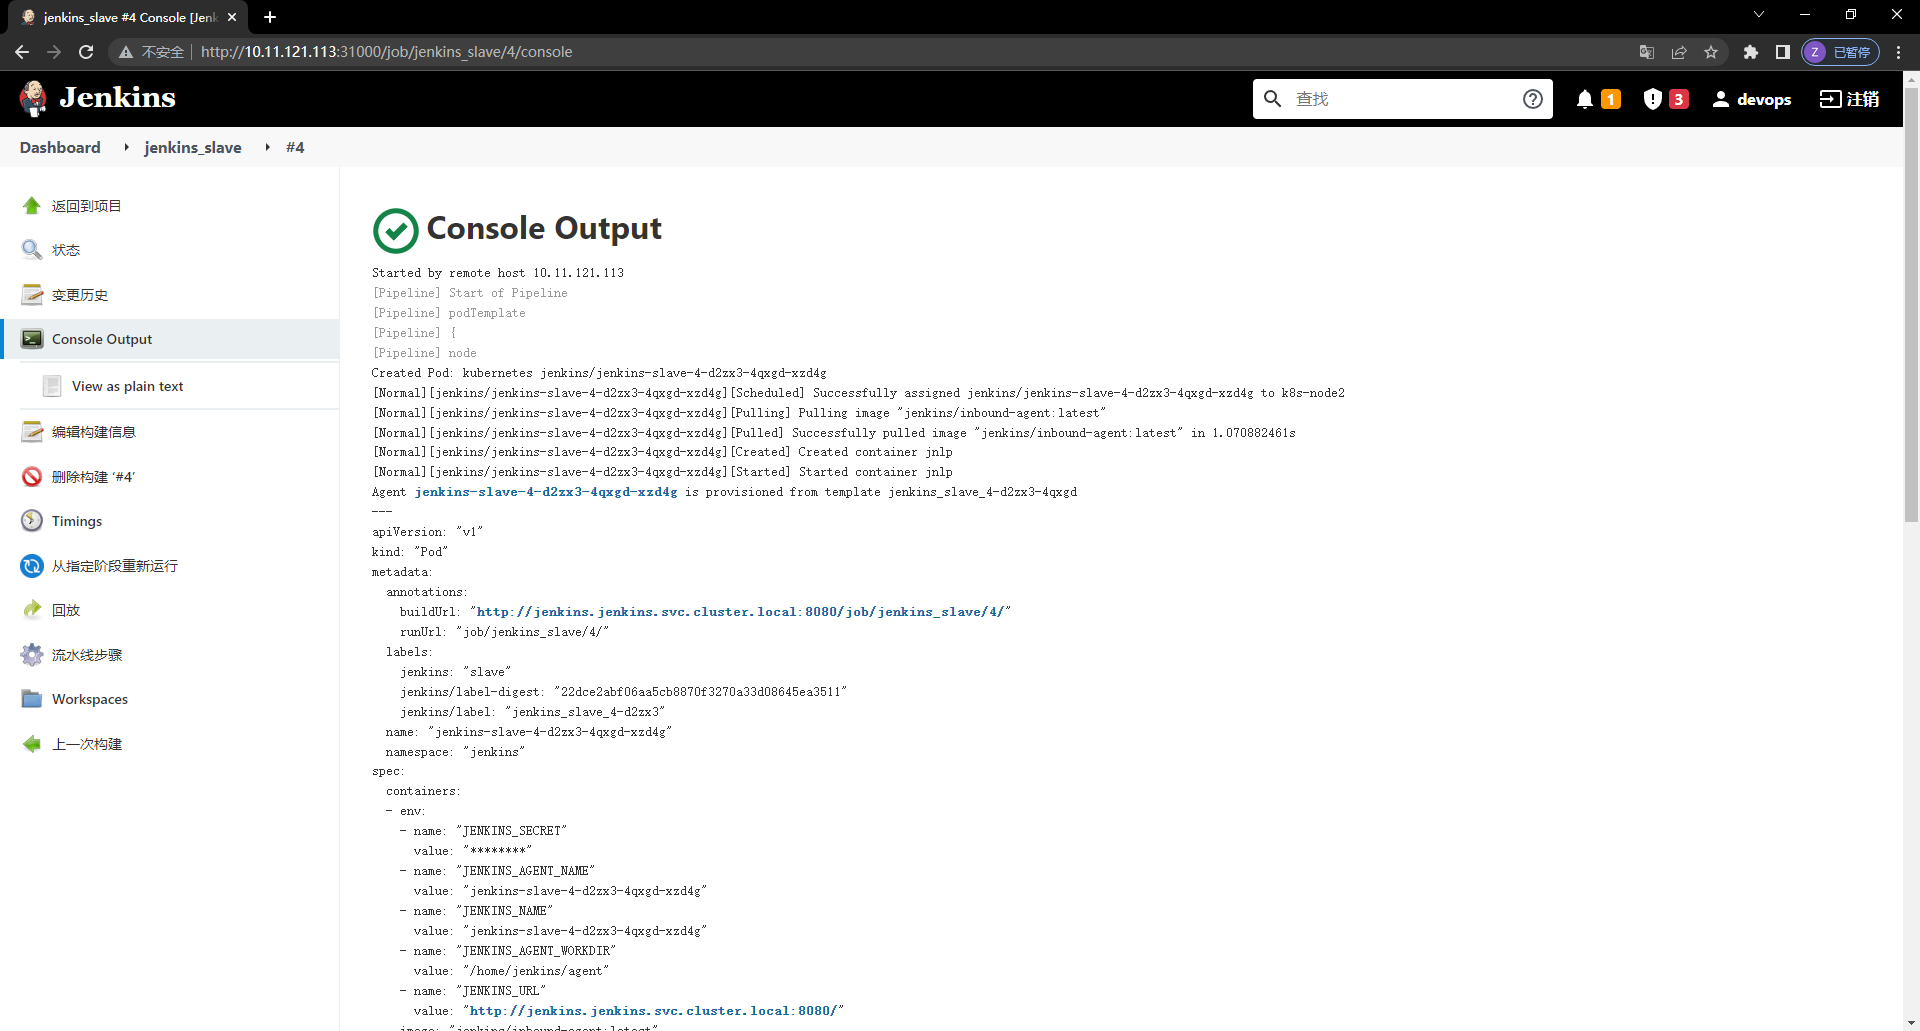 jenkins_slave #4 Console [Jenk
不安全
http://10.11.121.113:31000/job/jenkins_slave/4/console
Z
已暂停
Jenkins
查找
1
3
devops
注销
Dashboard
jenkins_slave
#4
返回到项目
状态
变更历史
Console Output
View as plain text
编辑构建信息
删除构建 ‘#4’
Timings
从指定阶段重新运行
回放
流水线步骤
Workspaces
上一次构建
Console Output
Started by remote host 10.11.121.113
[Pipeline] Start of Pipeline
[Pipeline] podTemplate
[Pipeline] {
[Pipeline] node
Created Pod: kubernetes jenkins/jenkins-slave-4-d2zx3-4qxgd-xzd4g
[Normal][jenkins/jenkins-slave-4-d2zx3-4qxgd-xzd4g][Scheduled] Successfully assigned jenkins/jenkins-slave-4-d2zx3-4qxgd-xzd4g to k8s-node2
[Normal][jenkins/jenkins-slave-4-d2zx3-4qxgd-xzd4g][Pulling] Pulling image "jenkins/inbound-agent:latest"
[Normal][jenkins/jenkins-slave-4-d2zx3-4qxgd-xzd4g][Pulled] Successfully pulled image "jenkins/inbound-agent:latest" in 1.070882461s
[Normal][jenkins/jenkins-slave-4-d2zx3-4qxgd-xzd4g][Created] Created container jnlp
[Normal][jenkins/jenkins-slave-4-d2zx3-4qxgd-xzd4g][Started] Started container jnlp
Agent jenkins-slave-4-d2zx3-4qxgd-xzd4g is provisioned from template jenkins_slave_4-d2zx3-4qxgd
---
apiVersion: "v1"
kind: "Pod"
metadata:
  annotations:
    buildUrl: "http://jenkins.jenkins.svc.cluster.local:8080/job/jenkins_slave/4/"
    runUrl: "job/jenkins_slave/4/"
  labels:
    jenkins: "slave"
    jenkins/label-digest: "22dce2abf06aa5cb8870f3270a33d08645ea3511"
    jenkins/label: "jenkins_slave_4-d2zx3"
  name: "jenkins-slave-4-d2zx3-4qxgd-xzd4g"
  namespace: "jenkins"
spec:
  containers:
  - env:
    - name: "JENKINS_SECRET"
      value: "********"
    - name: "JENKINS_AGENT_NAME"
      value: "jenkins-slave-4-d2zx3-4qxgd-xzd4g"
    - name: "JENKINS_NAME"
      value: "jenkins-slave-4-d2zx3-4qxgd-xzd4g"
    - name: "JENKINS_AGENT_WORKDIR"
      value: "/home/jenkins/agent"
    - name: "JENKINS_URL"
      value: "http://jenkins.jenkins.svc.cluster.local:8080/"
    image: "jenkins/inbound-agent:latest"